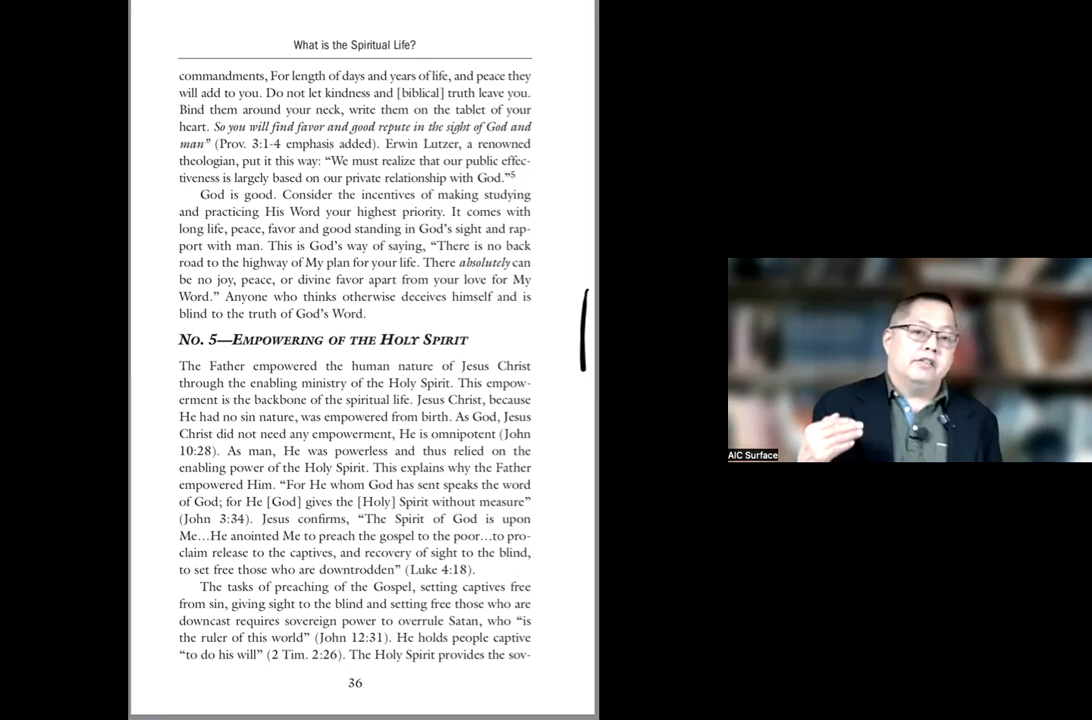 What is the Spiritual Life?
commandments, For length of days and years of life, and peace they
will add to you. Do not let kindness and [biblical] truth leave you.
Bind them around your neck, write them on the tablet of your
heart. So you will find favor and good repute in the sight of God and
man” (Prov. 3:1-4 emphasis added). Erwin Lutzer, a renowned
theologian, put it this way: “We must realize that our public effec-
tiveness is largely based on our private relationship with God.”5
God is good. Consider the incentives of making studying
and practicing His Word your highest priority. It comes with
long life, peace, favor and good standing in God’s sight and rap-
port with man. This is God’s way of saying, “There is no back
road to the highway of My plan for your life. There absolutely can
be no joy, peace, or divine favor apart from your love for My
Word.” Anyone who thinks otherwise deceives himself and is
blind to the truth of God’s Word.
No. 5—Empowering of the Holy Spirit
The Father empowered the human nature of Jesus Christ
through the enabling ministry of the Holy Spirit. This empow-
erment is the backbone of the spiritual life. Jesus Christ, because
He had no sin nature, was empowered from birth. As God, Jesus
Christ did not need any empowerment, He is omnipotent (John
10:28). As man, He was powerless and thus relied on the
enabling power of the Holy Spirit. This explains why the Father
empowered Him. “For He whom God has sent speaks the word
of God; for He [God] gives the [Holy] Spirit without measure”
(John 3:34). Jesus confirms, “The Spirit of God is upon
Me…He anointed Me to preach the gospel to the poor…to pro-
claim release to the captives, and recovery of sight to the blind,
to set free those who are downtrodden” (Luke 4:18).
The tasks of preaching of the Gospel, setting captives free
from sin, giving sight to the blind and setting free those who are
downcast requires sovereign power to overrule Satan, who “is
the ruler of this world” (John 12:31). He holds people captive
“to do his will” (2 Tim. 2:26). The Holy Spirit provides the sov-
36
AIC Surface